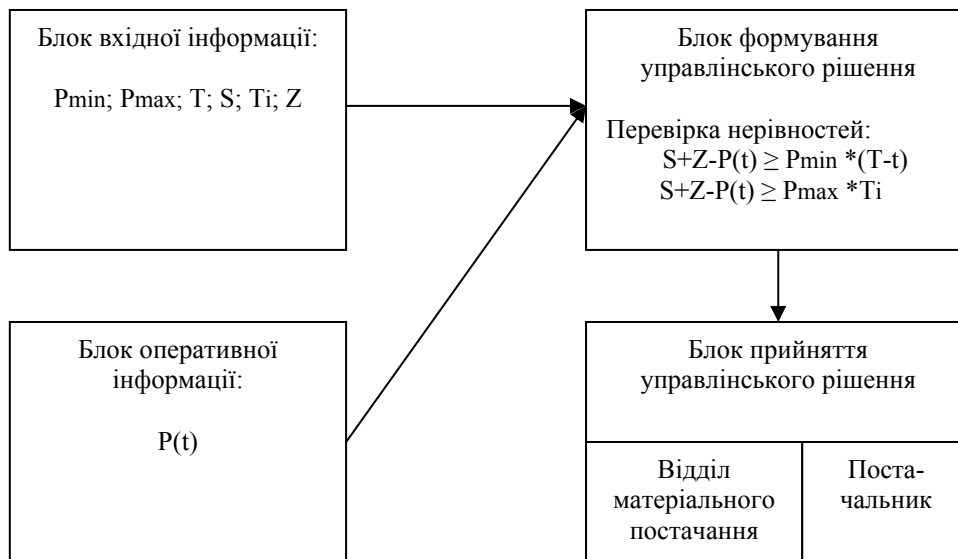 Блок вхідної інформації:
Pmin; Pmax; T; S; Ti; Z
Блок формування
управлінського рішення
Перевірка нерівностей:
S+Z-P(t) ≥ Pmin *(T-t)
S+Z-P(t) ≥ Pmax *Ti
Блок оперативної
інформації:
P(t)
Блок прийняття
управлінського рішення
Відділ
матеріального
постачання
Поста-
чальник